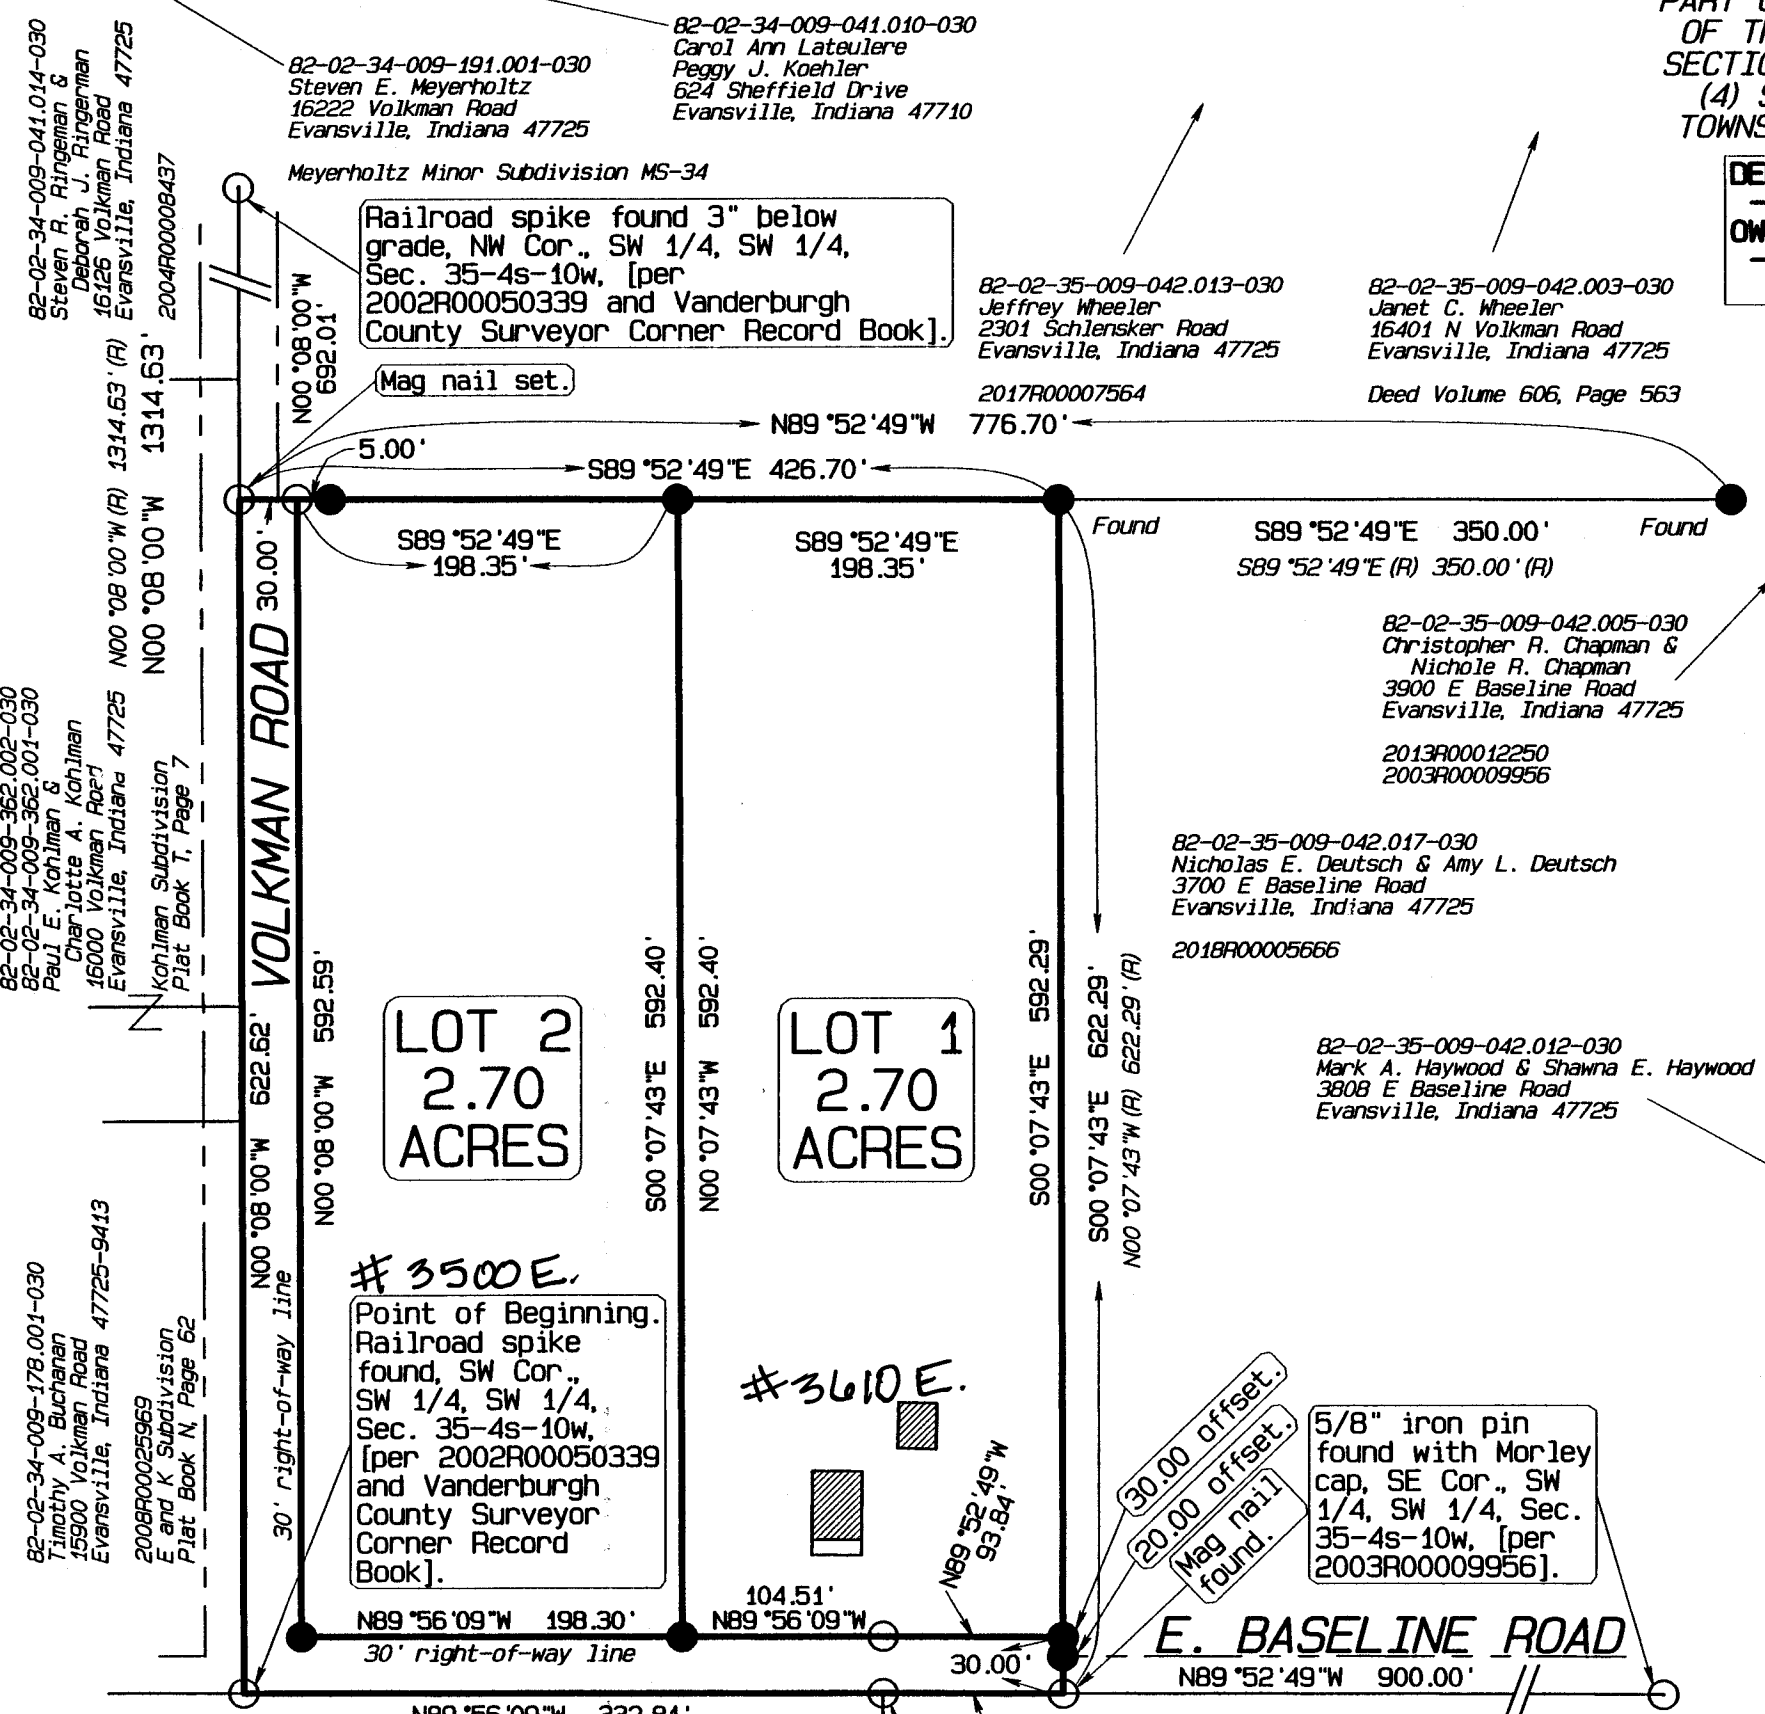 82-02-34-009-041.014-030
Steven R. Ringeman &
Deborah J. Ringerman
16126 Volkman Road
Evansville, Indiana 47725
2004R00008437
82-02-34-009-191.001-030
Steven E. Meyerholtz
16222 Volkman Road
Evansville, Indiana 47725
Meyerholtz Minor Subdivision MS-34
82-02-34-009-041.010-030
Carol Ann Lateulere
Peggy J. Koehler
624 Sheffield Drive
Evansville, Indiana 47710
OF TH
SECTIO
(4) S
TOWNS
DE
OW
Railroad spike found 3" below
grade, NW Cor., SW 1/4, SW 1/4,
Sec. 35-4s-10w, [per
2002R00050339 and Vanderburgh
County Surveyor Corner Record Book].
Mag nail set.
N00°08'00"W
692.01'
82-02-35-009-042.013-030
Jeffrey Wheeler
2301 Schlensker Road
Evansville, Indiana 47725
2017R00007564
82-02-35-009-042.003-030
Janet C. Wheeler
16401 N Volkman Road
Evansville, Indiana 47725
Deed Volume 606, Page 563
N00°08'00"W (R) 1314.63'(R)
N00°08'00"W 1314.63'
N89°52'49"W 776.70'
5.00'
S89°52'49"E 426.70'
S89°52'49"E
198.35'
S89°52'49"E
198.35'
Found
S89°52'49"E 350.00'
Found
S89°52'49"E (R) 350.00'(R)
30.00'
VOLKMAN ROAD
82-02-35-009-042.005-030
Christopher R. Chapman &
Nichole R. Chapman
3900 E Baseline Road
Evansville, Indiana 47725
2013R00012250
2003R00009956
82-02-34-009-362.002-030
82-02-34-009-362.001-030
Paul E. Kohlman &
Charlotte A. Kohlman
16000 Volkman Road
Evansville, Indiana 47725
Kohlman Subdivision
Plat Book T, Page 7
82-02-35-009-042.017-030
Nicholas E. Deutsch & Amy L. Deutsch
3700 E Baseline Road
Evansville, Indiana 47725
2018R00005666
N00°08'00"W 622.62'
N00°08'00"W 592.59'
LOT 2
2.70
ACRES
S00°07'43"E 592.40'
N00°07'43"W 592.40'
LOT 1
2.70
ACRES
S00°07'43"E 592.29'
S00°07'43"E 622.29'
N00°07'43"W (R) 622.29'(R)
82-02-35-009-042.012-030
Mark A. Haywood & Shawna E. Haywood
3808 E Baseline Road
Evansville, Indiana 47725
82-02-34-009-178.001-030
Timothy A. Buchanan
15900 Volkman Road
Evansville, Indiana 47725-9413
2008R00025969
E and K Subdivision
Plat Book N, Page 62
30' right-of-way line
# 3500 E.
Point of Beginning.
Railroad spike
found, SW Cor.,
SW 1/4, SW 1/4,
Sec. 35-4s-10w,
[per 2002R00050339
and Vanderburgh
County Surveyor
Corner Record
Book].
#3610 E.
N89°52'49"W
93.84'
30.00 offset.
20.00 offset.
Mag nail
found.
5/8" iron pin
found with Morley
cap, SE Cor., SW
1/4, SW 1/4, Sec.
35-4s-10w, [per
2003R00009956].
N89°56'09"W 198.30'
30' right-of-way line
104.51'
N89°56'09"W
30.00'
E. BASELINE ROAD
N89°52'49"W 900.00'
N89°56'09"W 332.84'